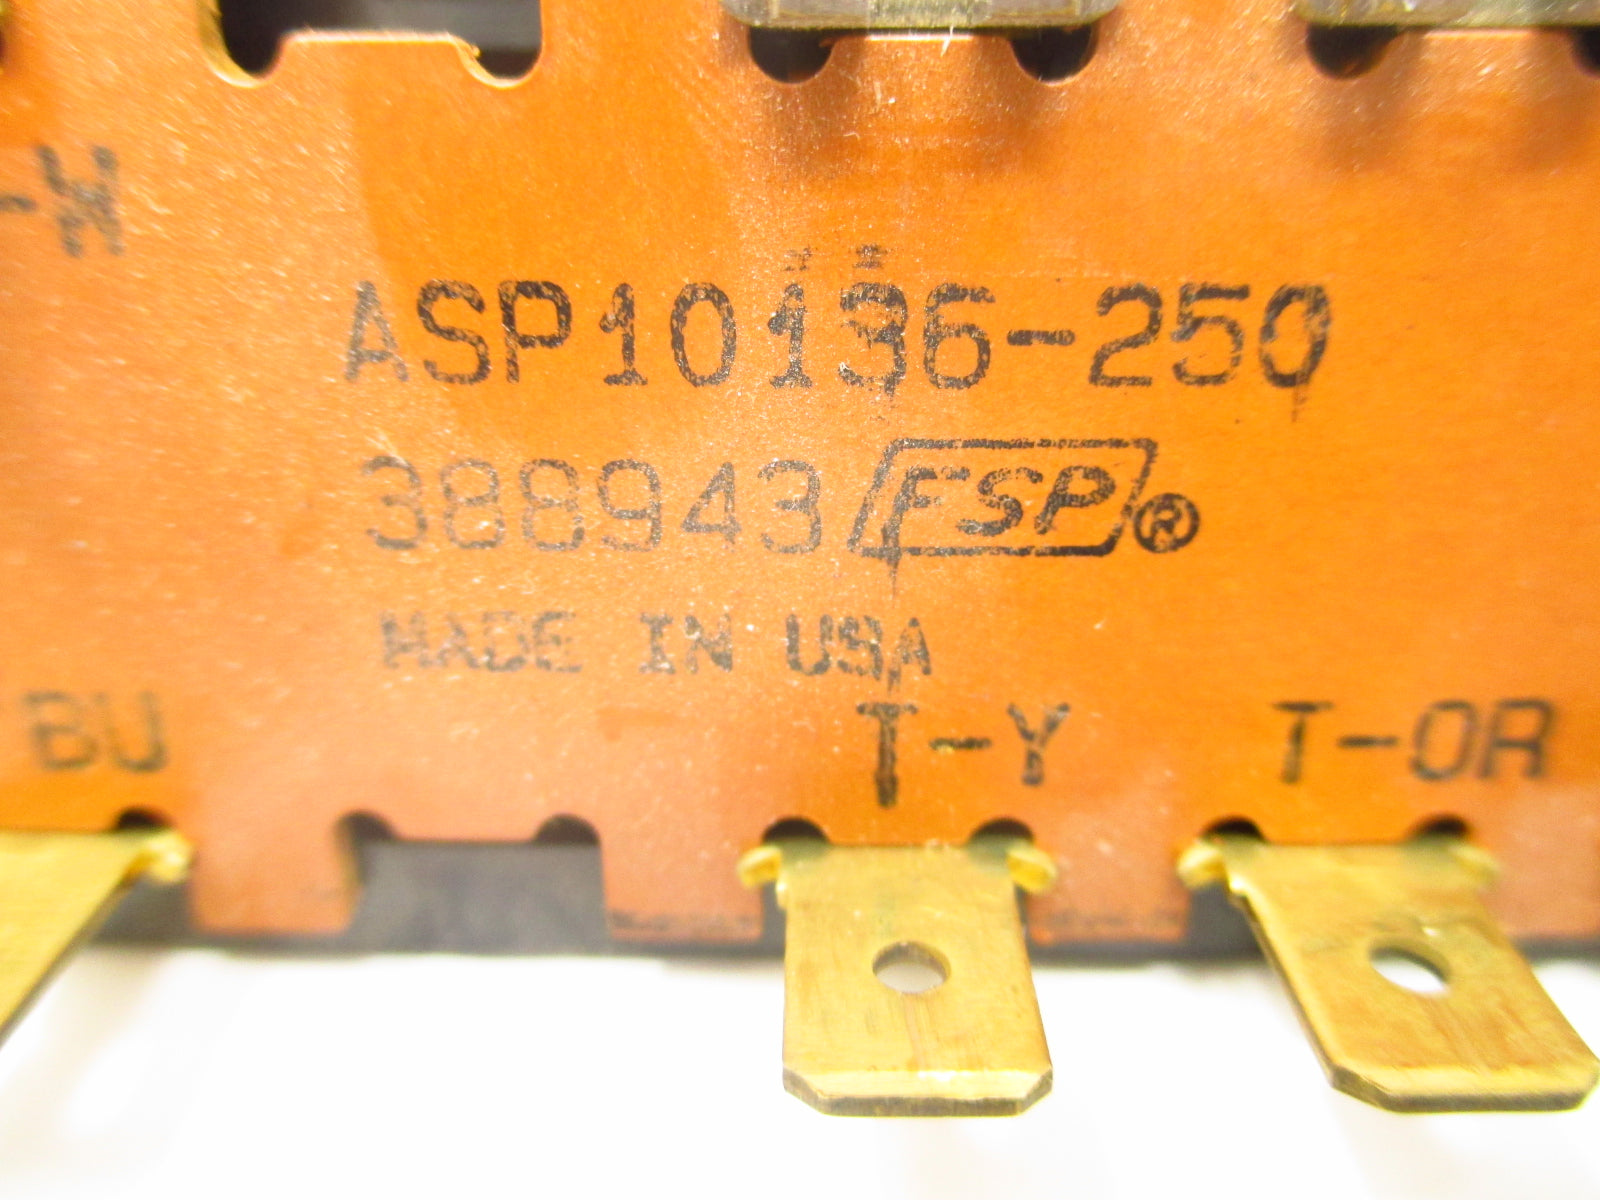 -W
ASP10136-250
388943 FSP®
MADE IN USA
BU
T-Y
T-OR